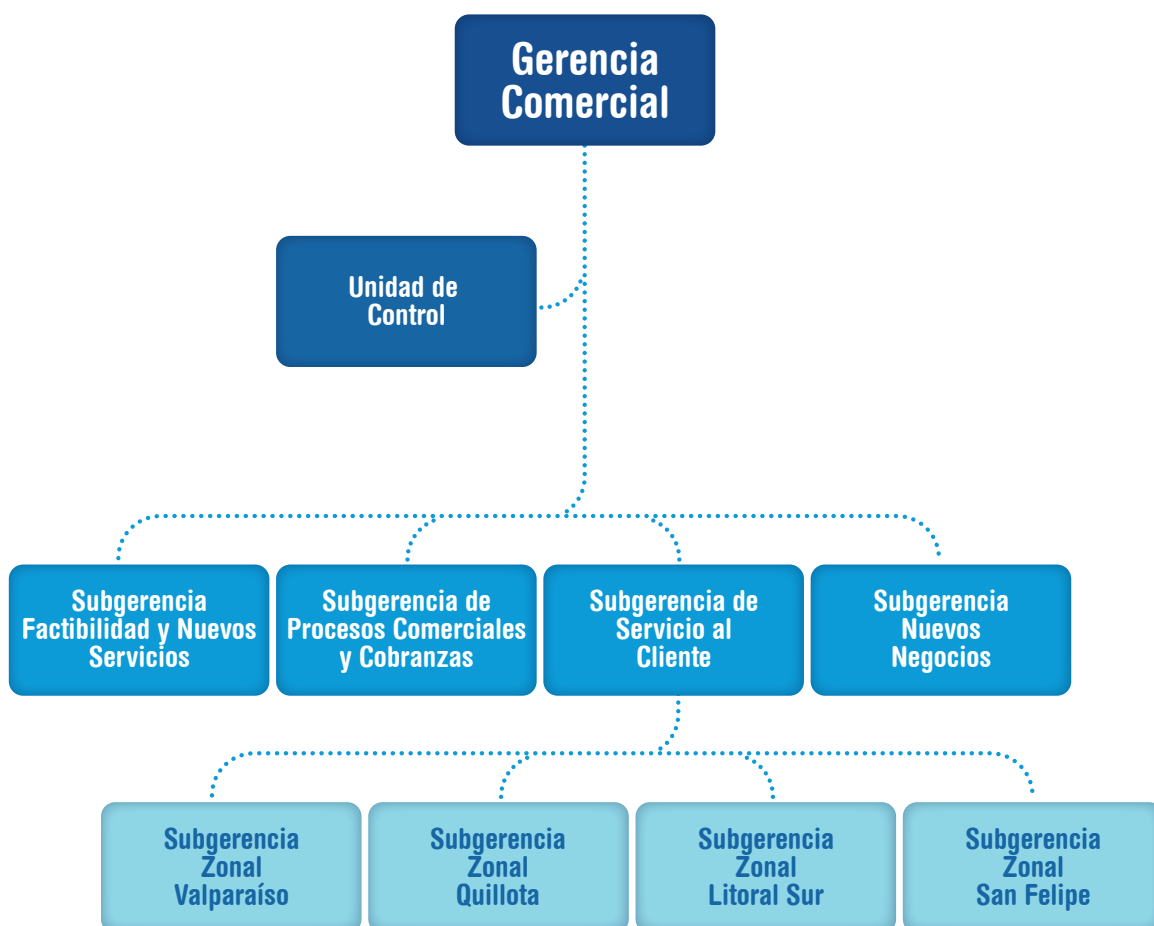 Gerencia
Comercial
Unidad de
Control
Subgerencia
Factibilidad y Nuevos
Servicios
Subgerencia de
Procesos Comerciales
y Cobranzas
Subgerencia de
Servicio al
Cliente
Subgerencia
Nuevos
Negocios
Subgerencia
Zonal
Valparaíso
Subgerencia
Zonal
Quillota
Subgerencia
Zonal
Litoral Sur
Subgerencia
Zonal
San Felipe